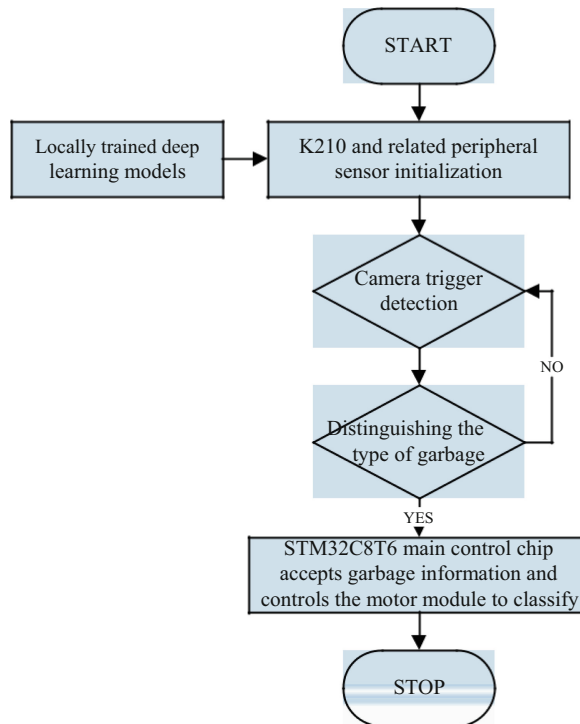 START
Locally trained deep
learning models
K210 and related peripheral
sensor initialization
Camera trigger
detection
NO
Distinguishing the
type of garbage
YES
STM32C8T6 main control chip
accepts garbage information and
controls the motor module to classify
STOP